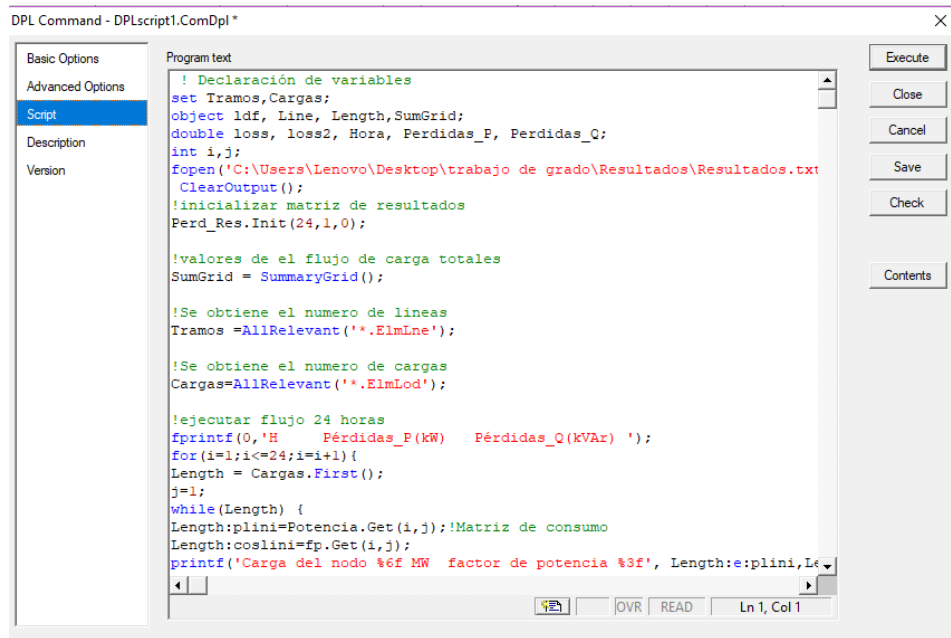 DPL Command - DPLscript1.ComDpl *
Basic Options
Advanced Options
Script
Description
Version
Program text
! Declaración de variables
set Tramos,Cargas;
object ldf, Line, Length,SumGrid;
double loss, loss2, Hora, Perdidas_P, Perdidas_Q;
int i,j;
fopen('C:\Users\Lenovo\Desktop\trabajo de grado\Resultados\Resultados.txt
ClearOutput();
!inicializar matriz de resultados
Perd_Res.Init(24,1,0);
!valores de el flujo de carga totales
SumGrid = SummaryGrid();
!Se obtiene el numero de lineas
Tramos =AllRelevant('*.ElmLne');
!Se obtiene el numero de cargas
Cargas=AllRelevant('*.ElmLod');
!ejecutar flujo 24 horas
fprintf(0,'H     Pérdidas_P(kW)   Pérdidas_Q(kVAr) ');
for(i=1;i<=24;i=i+1){
Length = Cargas.First();
j=1;
while(Length) {
Length:plini=Potencia.Get(i,j);!Matriz de consumo
Length:coslini=fp.Get(i,j);
printf('Carga del nodo %6f MW  factor de potencia %3f', Length:e:plini,Le
OVR
READ
Ln 1, Col 1
Execute
Close
Cancel
Save
Check
Contents